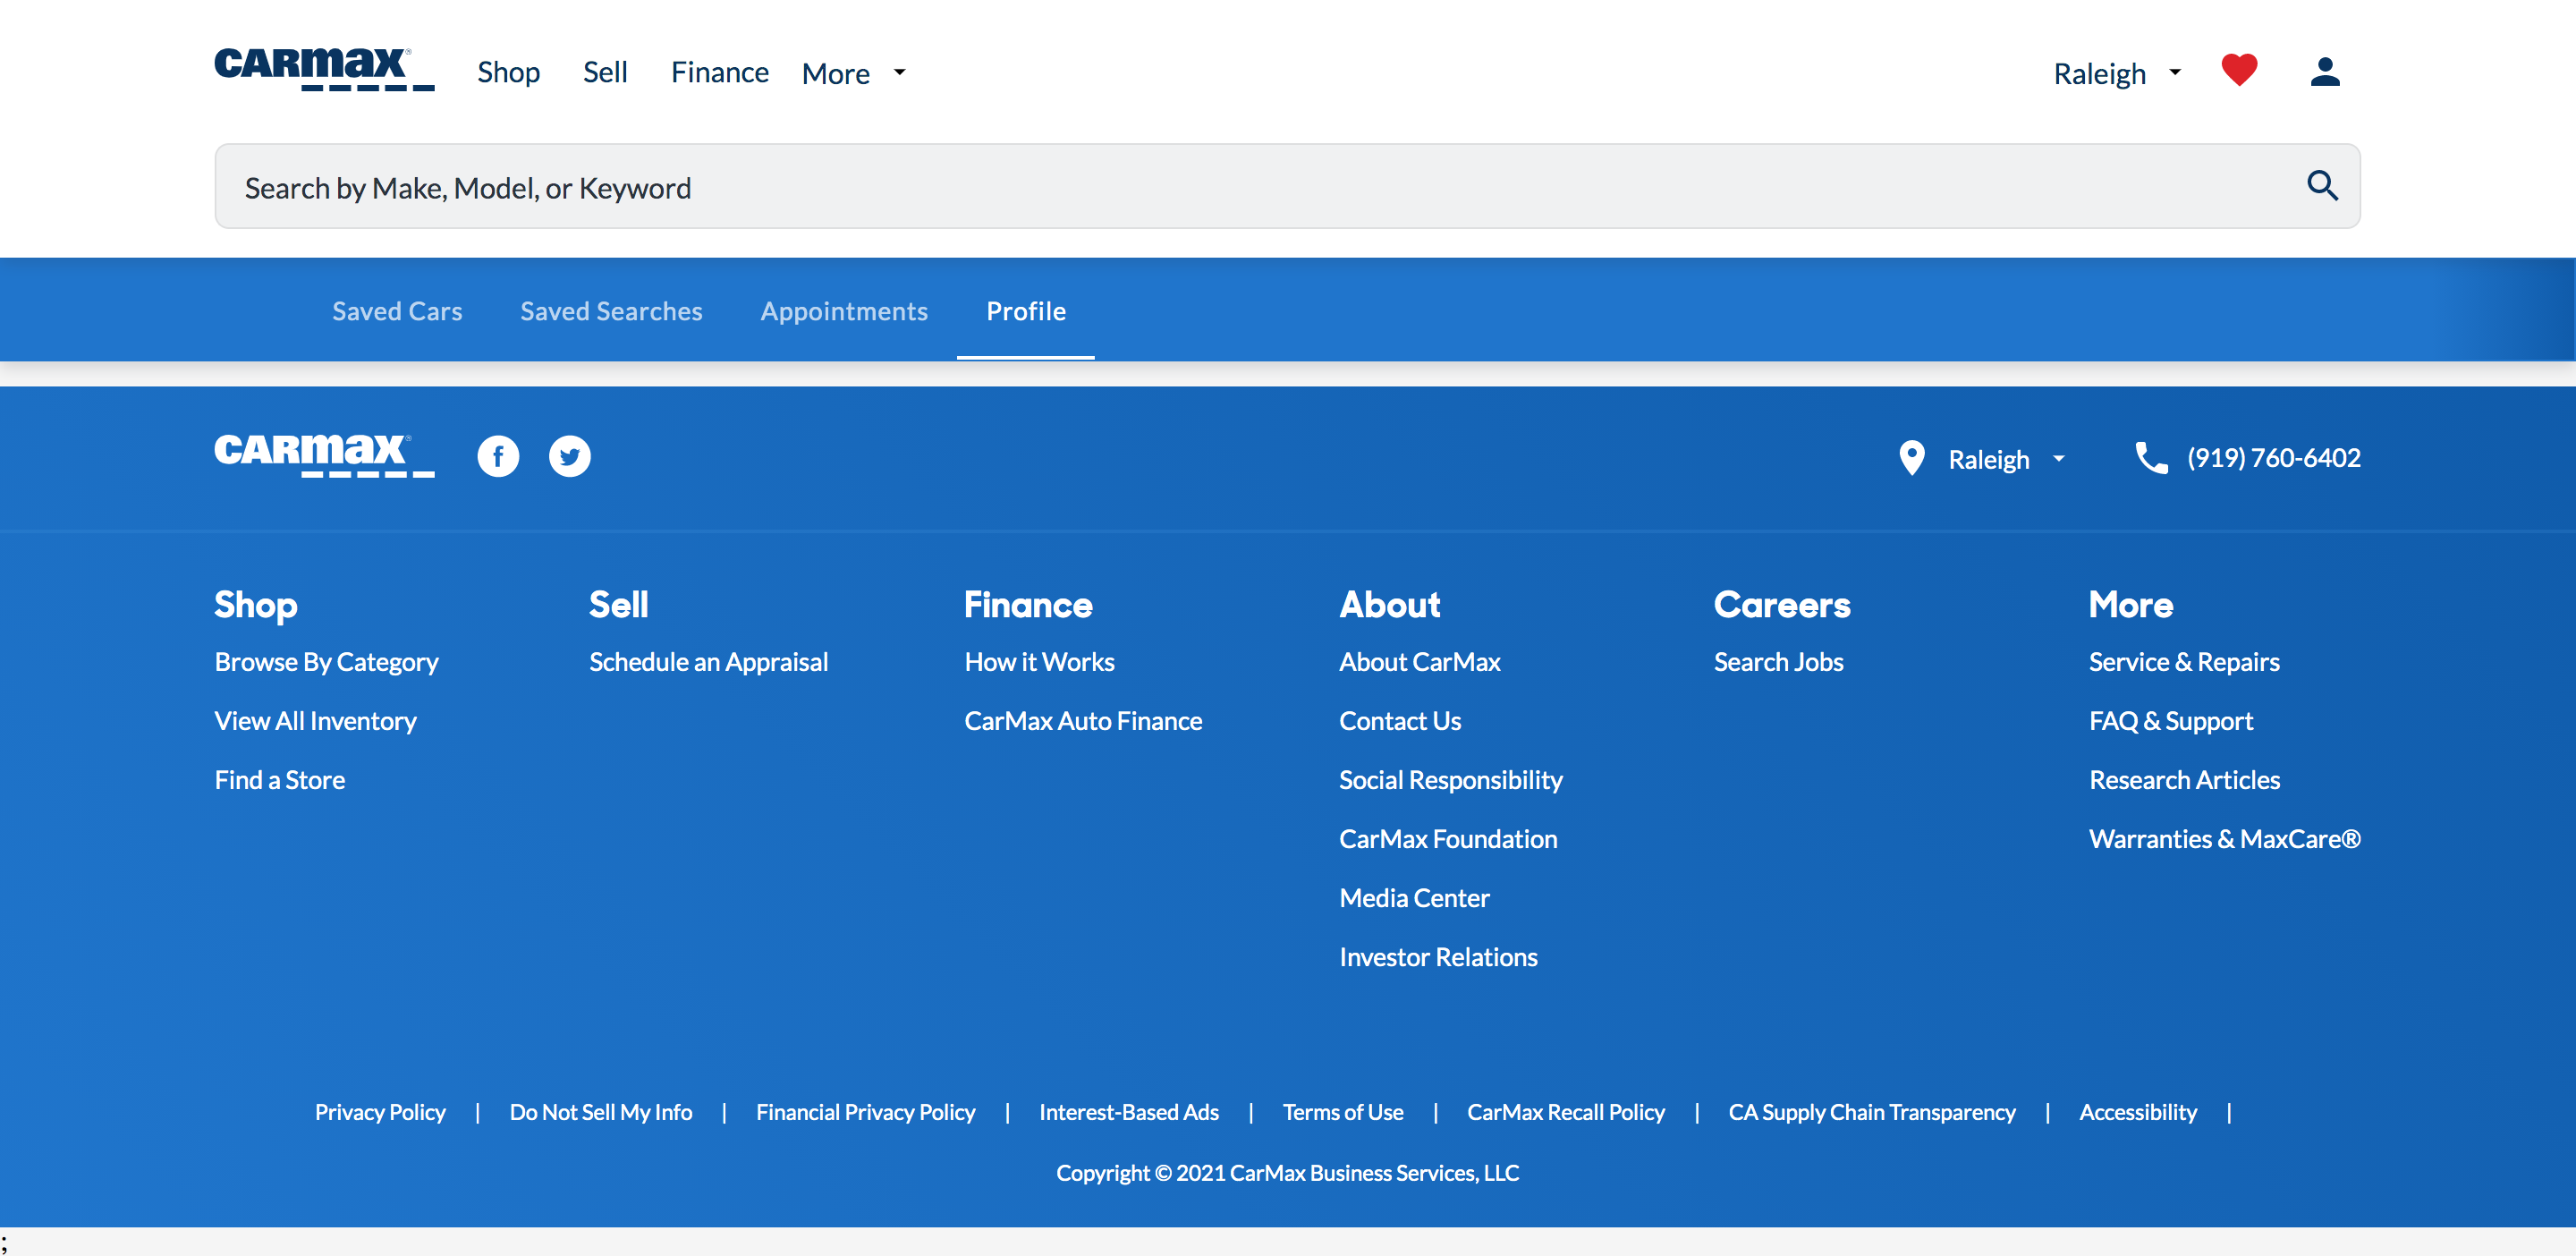 CARMAX® Shop Sell Finance More Raleigh
Search by Make, Model, or Keyword
Saved Cars Saved Searches Appointments Profile
CARMAX® f Raleigh (919) 760-6402
Shop Sell Finance About Careers More
Browse By Category Schedule an Appraisal How it Works About CarMax Search Jobs Service & Repairs
View All Inventory CarMax Auto Finance Contact Us FAQ & Support
Find a Store Social Responsibility Research Articles
CarMax Foundation Warranties & MaxCare®
Media Center
Investor Relations
Privacy Policy | Do Not Sell My Info | Financial Privacy Policy | Interest-Based Ads | Terms of Use | CarMax Recall Policy | CA Supply Chain Transparency | Accessibility |
Copyright © 2021 CarMax Business Services, LLC
;